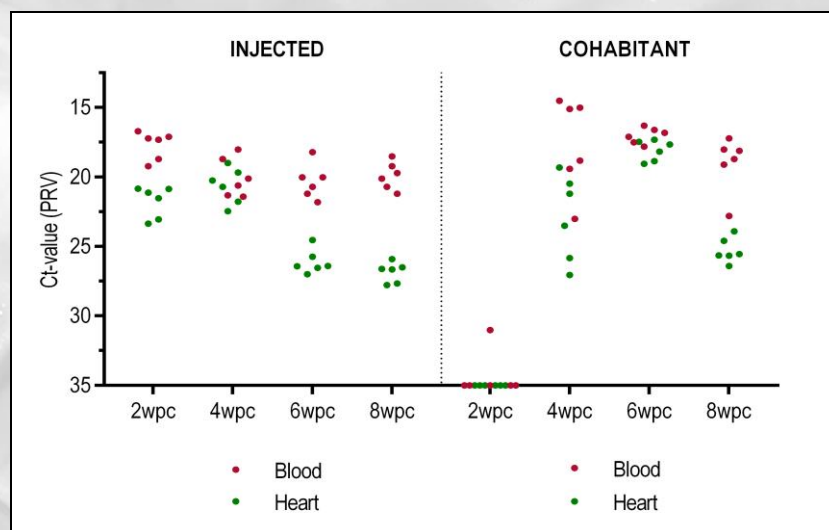 INJECTED COHABITANT
Ct-value (PRV)
15
20
25
30
35
2wpc 4wpc 6wpc 8wpc 2wpc 4wpc 6wpc 8wpc
Blood Blood
Heart Heart